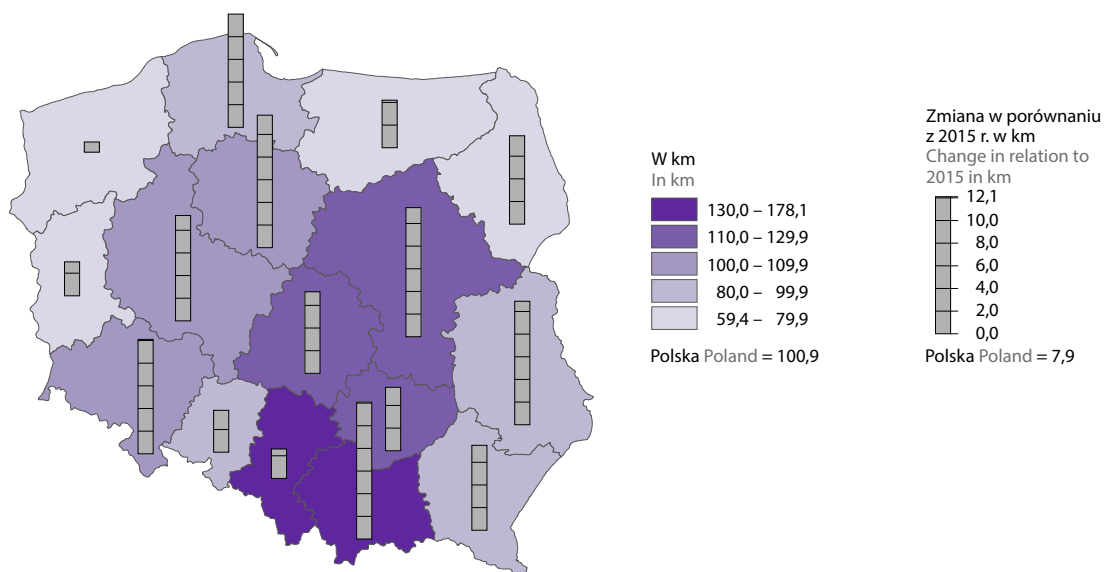 W km
In km
130,0 – 178,1
110,0 – 129,9
100,0 – 109,9
80,0 – 99,9
59,4 – 79,9
Polska Poland = 100,9
Zmiana w porównaniu
z 2015 r. w km
Change in relation to
2015 in km
12,1
10,0
8,0
6,0
4,0
2,0
0,0
Polska Poland = 7,9